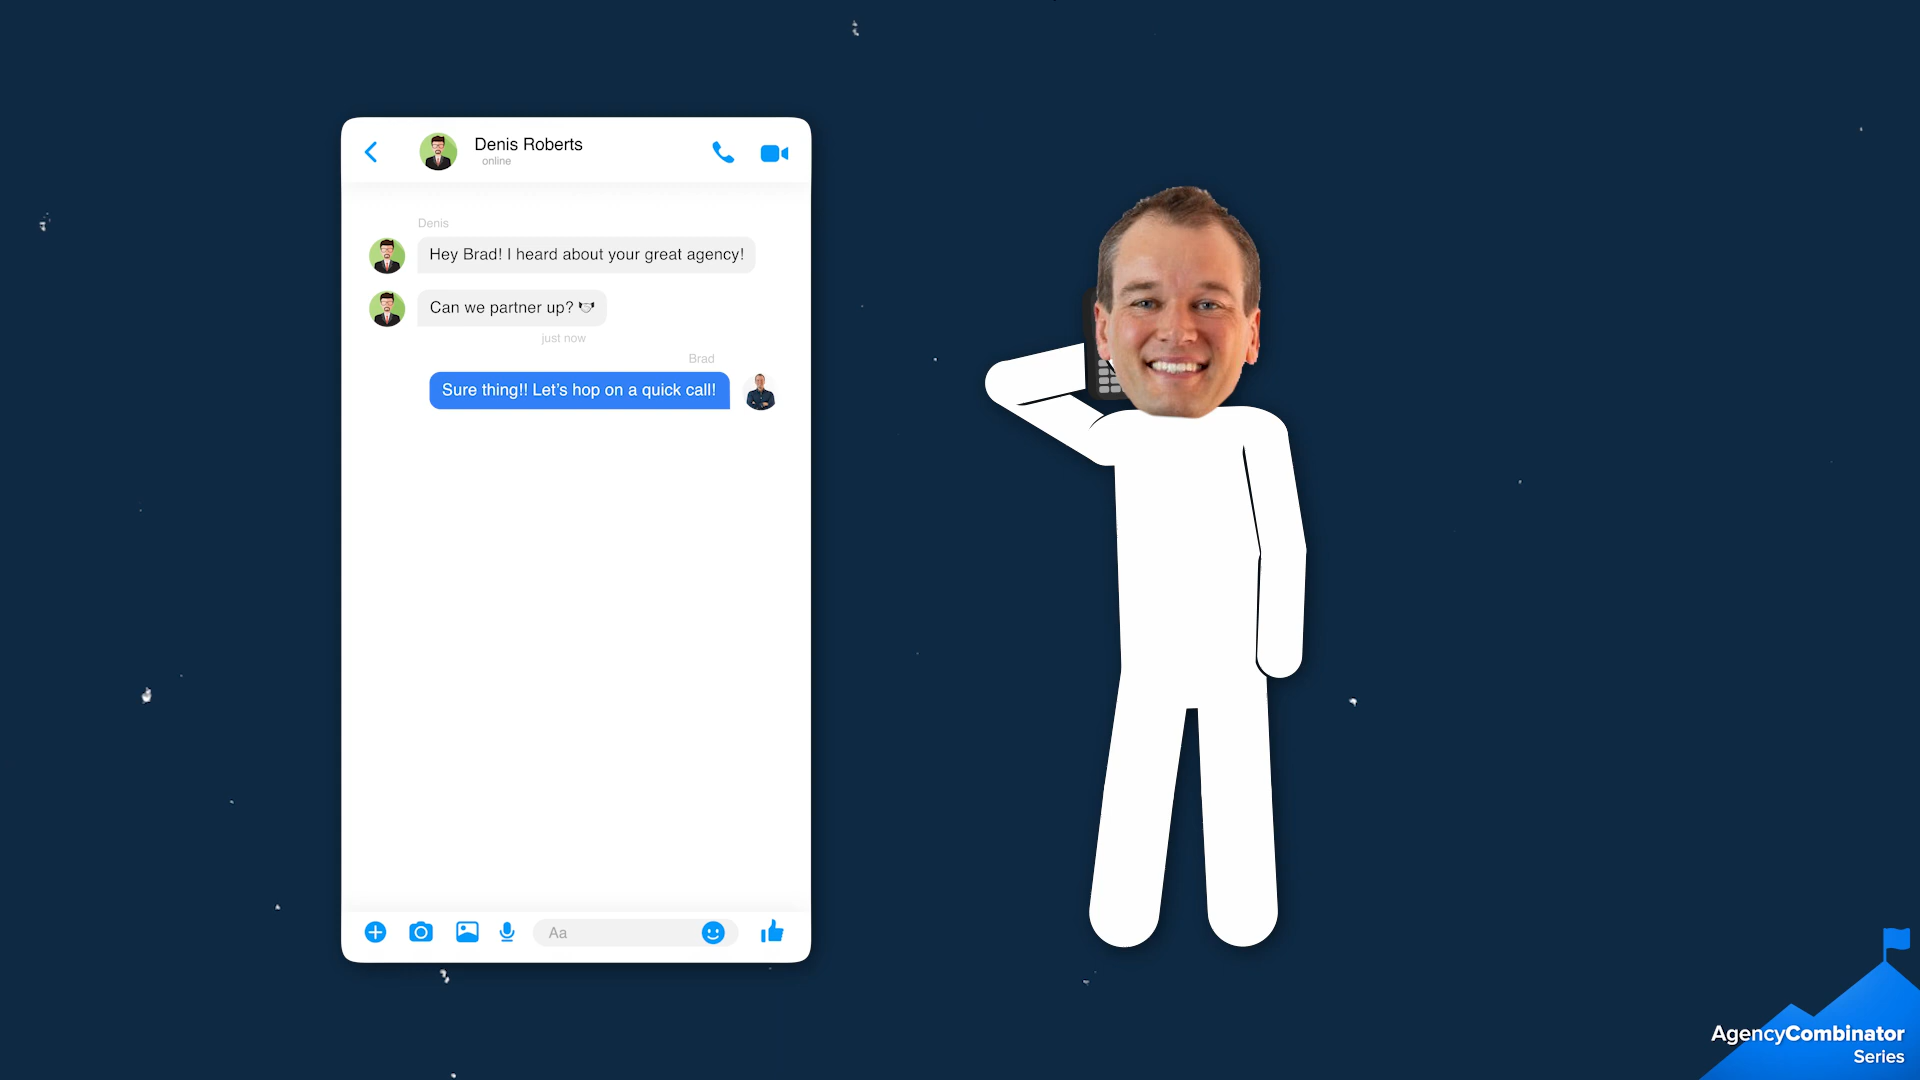 Denis Roberts
online
Denis
Hey Brad! I heard about your great agency!
Can we partner up?
just now
Brad
Sure thing!! Let’s hop on a quick call!
Aa
AgencyCombinator
Series